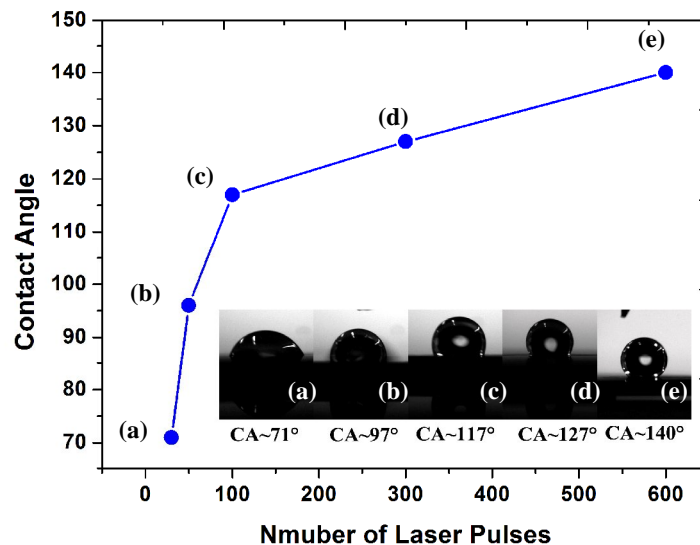 150
140
130
120
110
100
90
80
70
Contact Angle
(e)
(d)
(c)
(b)
(a)
(a) (b) (c) (d) (e)
CA~71° CA~97° CA~117° CA~127° CA~140°
0 100 200 300 400 500 600
Nmuber of Laser Pulses